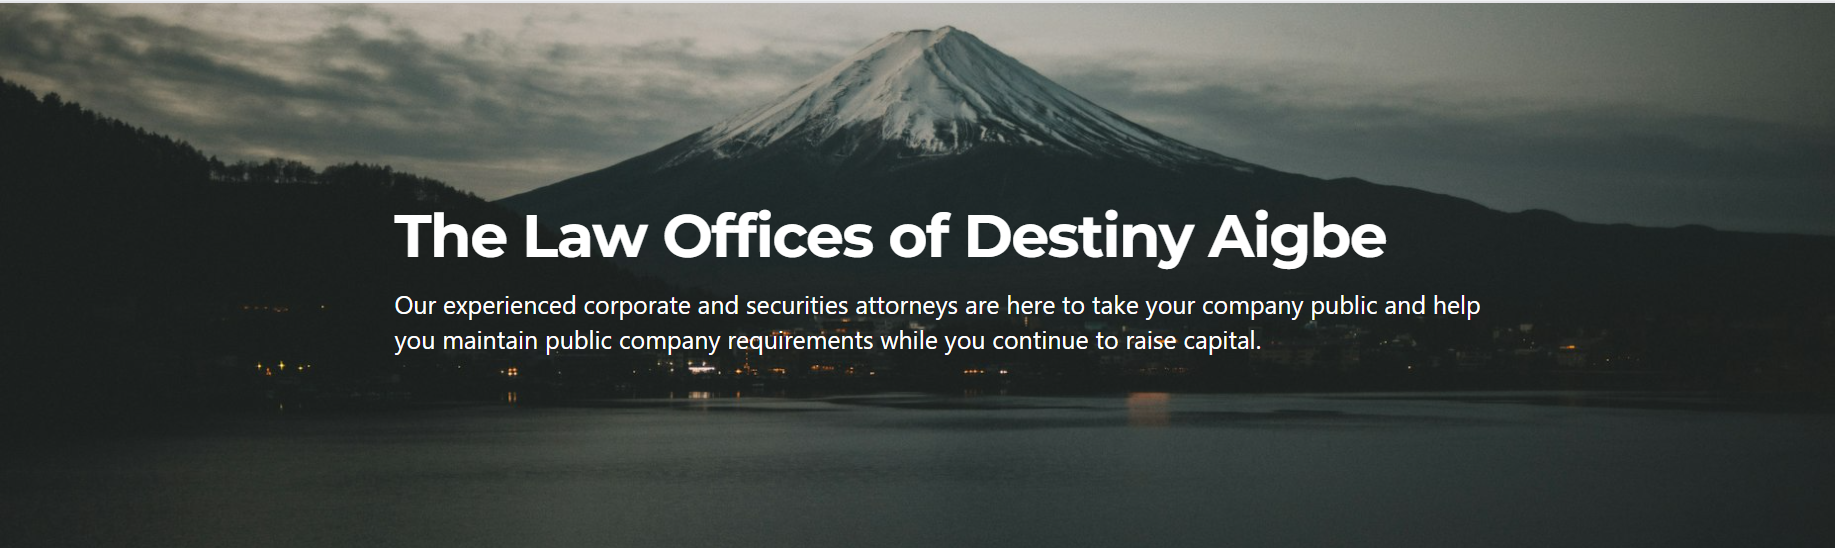 The Law Offices of Destiny Aigbe
Our experienced corporate and securities attorneys are here to take your company public and help
you maintain public company requirements while you continue to raise capital.